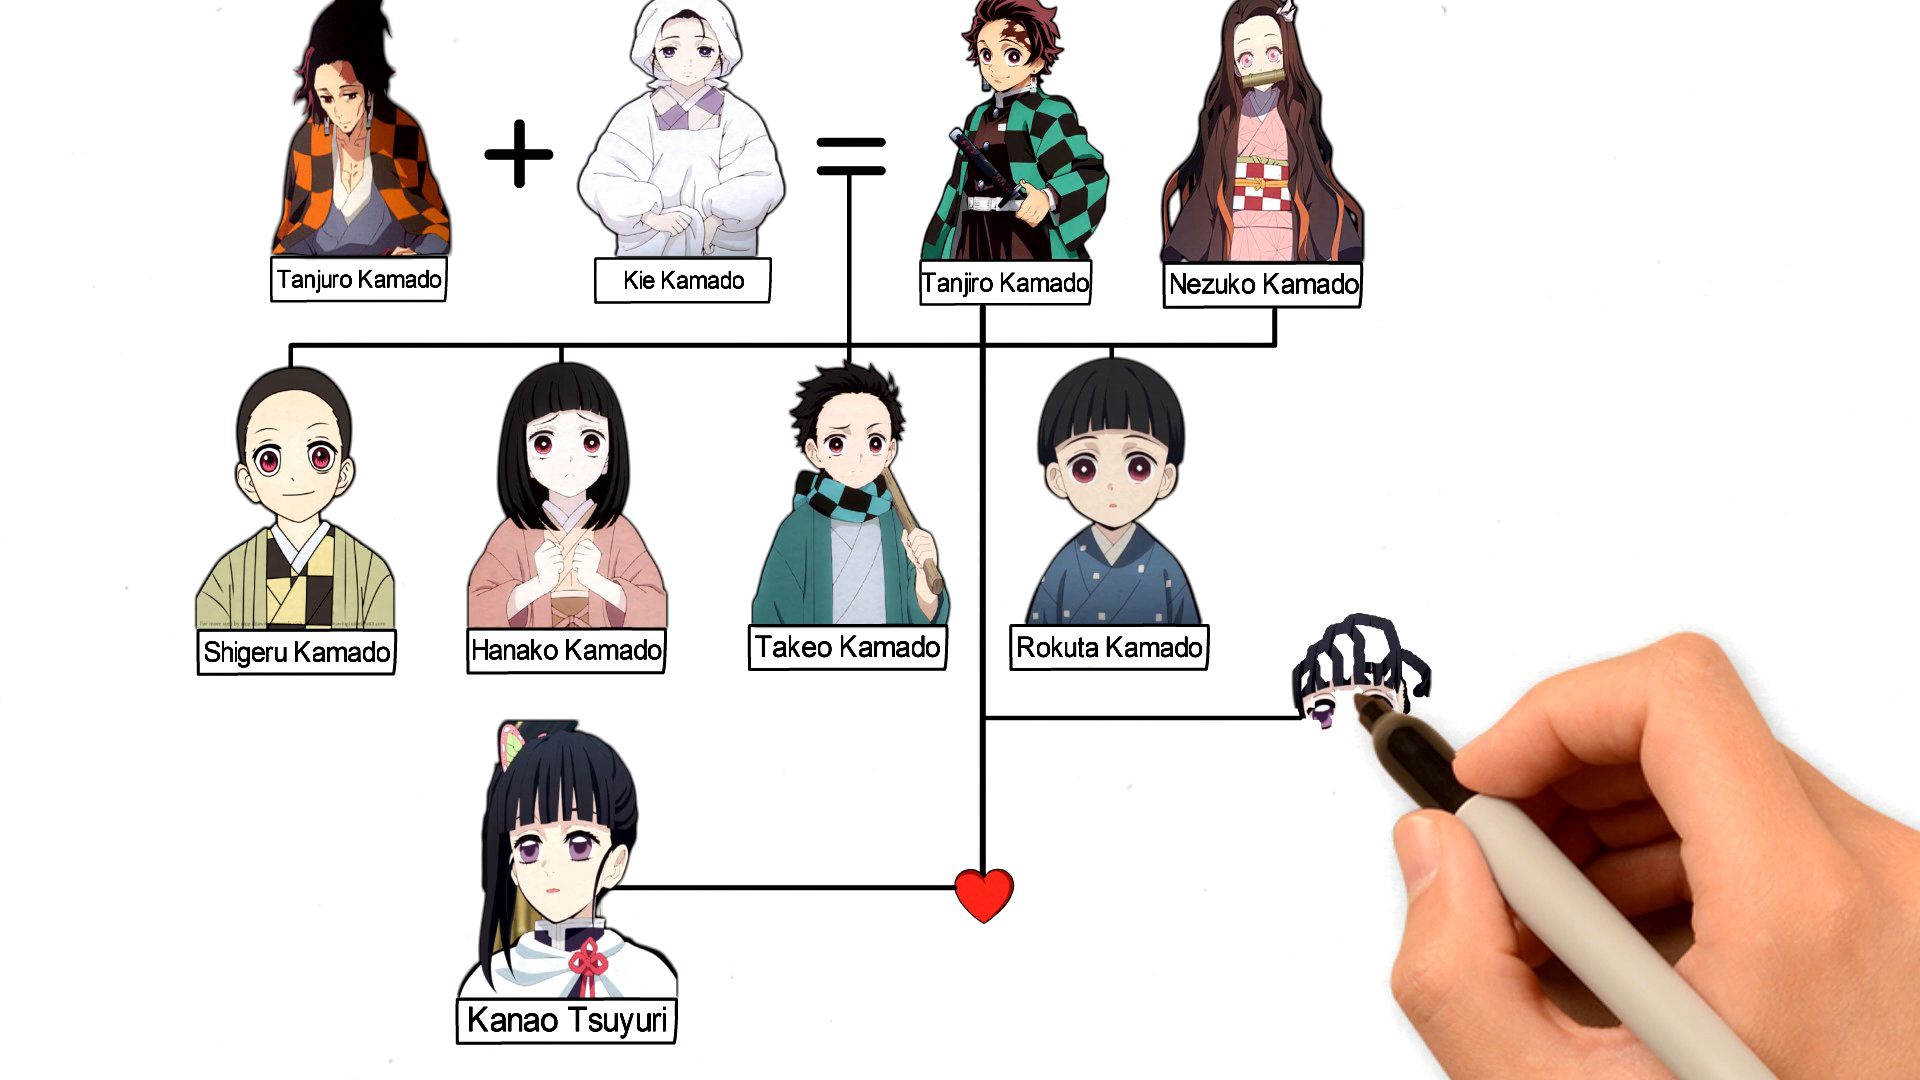 Tanjuro Kamado
Kie Kamado
Tanjiro Kamado
Nezuko Kamado
Shigeru Kamado
Hanako Kamado
Takeo Kamado
Rokuta Kamado
Kanao Tsuyuri